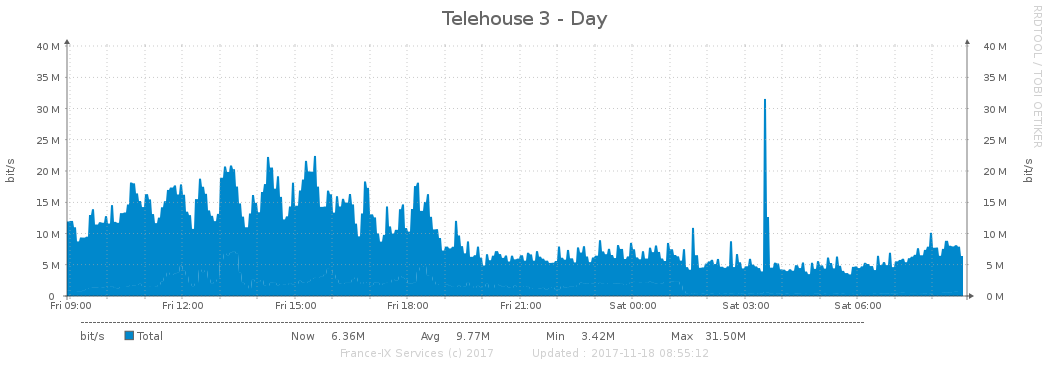 Telehouse 3 - Day
RRDTOOL / TOBI OETIKER
bit/s
bit/s
40 M 40 M
35 M 35 M
30 M 30 M
25 M 25 M
20 M 20 M
15 M 15 M
10 M 10 M
5 M 5 M
0 0 M
Fri 09:00 Fri 12:00 Fri 15:00 Fri 18:00 Fri 21:00 Sat 00:00 Sat 03:00 Sat 06:00
bit/s Total Now 6.36M Avg 9.77M Min 3.42M Max 31.50M
France-IX Services (c) 2017 Updated : 2017-11-18 08:55:12